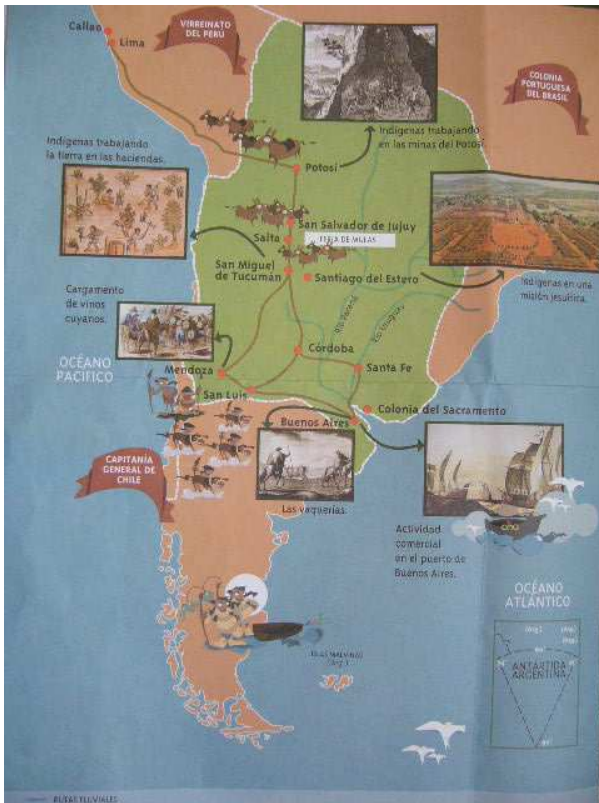 Callao
Lima
VIRREINATO
DEL PERÚ
COLONIA
PORTUGUESA
DEL BRASIL
Indígenas trabajando
en las minas del Potosí.
Indígenas trabajando
la tierra en las haciendas.
Potosí
San Salvador de Jujuy
Salta
FERIA DE MULAS
San Miguel
de Tucumán
Santiago del Estero
Indígenas en una
misión jesuítica.
Cargamento
de vinos
cuyanos.
Río Paraná
Río Uruguay
OCÉANO
PACÍFICO
Córdoba
Mendoza
Santa Fe
San Luis
Colonia del Sacramento
Buenos Aires
CAPITANÍA
GENERAL DE
CHILE
Las vaquerías.
Actividad
comercial
en el puerto de
Buenos Aires.
OCÉANO
ATLÁNTICO
ISLAS MALVINAS
(Arg.)
ANTÁRTIDA
ARGENTINA
RUTAS FLUVIALES